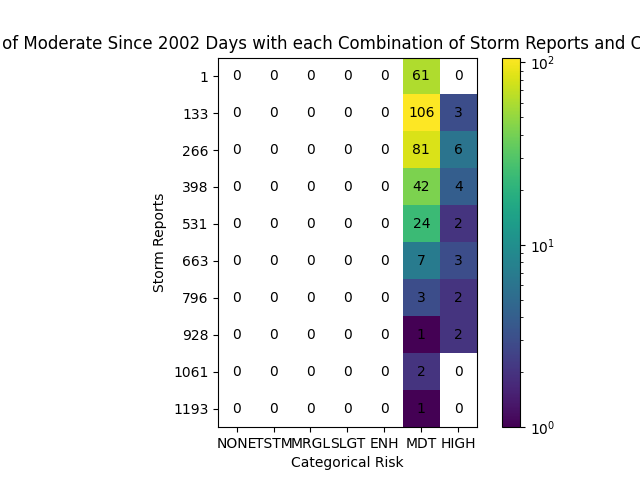 of Moderate Since 2002 Days with each Combination of Storm Reports and C
1 0 0 0 0 0 61 0
133 0 0 0 0 0 106 3
266 0 0 0 0 0 81 6
398 0 0 0 0 0 42 4
531 0 0 0 0 0 24 2
663 0 0 0 0 0 7 3
796 0 0 0 0 0 3 2
928 0 0 0 0 0 1 2
1061 0 0 0 0 0 2 0
1193 0 0 0 0 0 1 0
NONE TSTM MRGL SLGT ENH MDT HIGH
Categorical Risk
Storm Reports
10²
10¹
10⁰